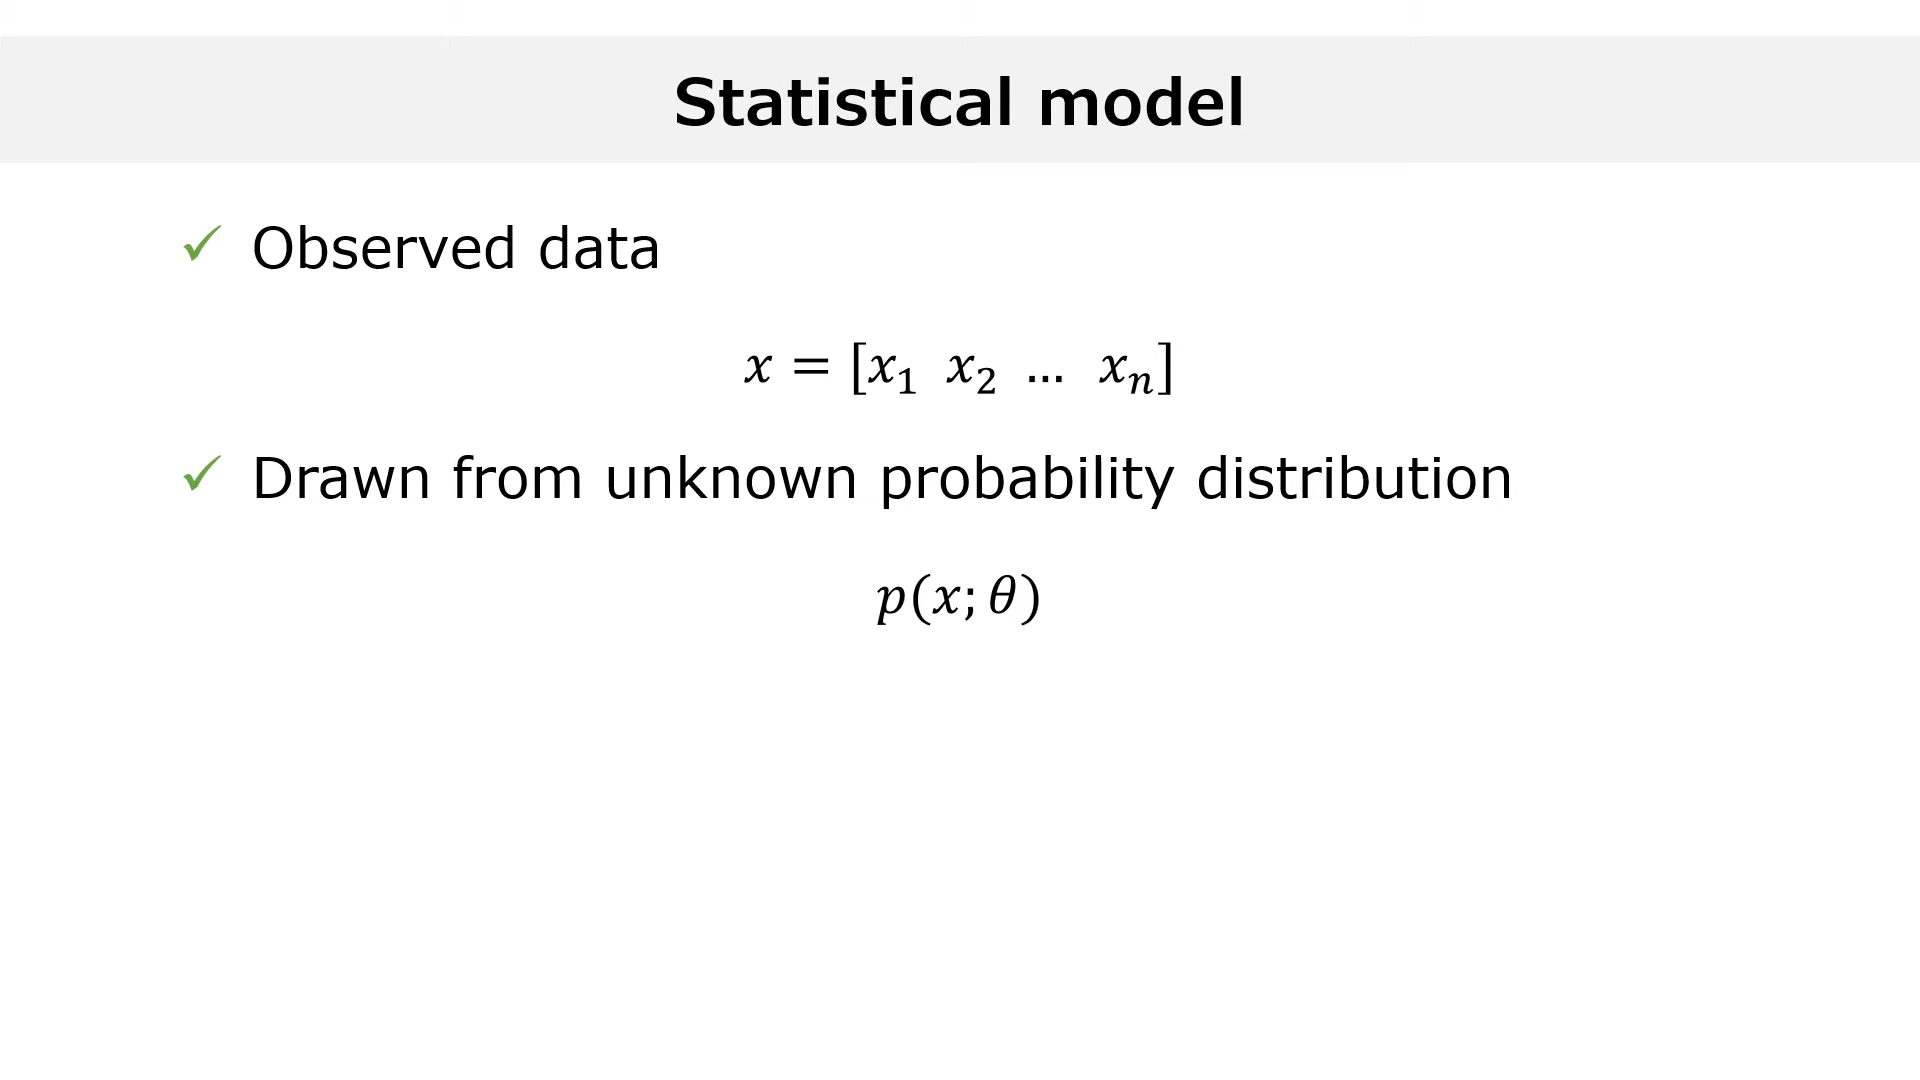 Statistical model
✓ Observed data
x = [x₁ x₂ … xₙ]
✓ Drawn from unknown probability distribution
p(x; θ)